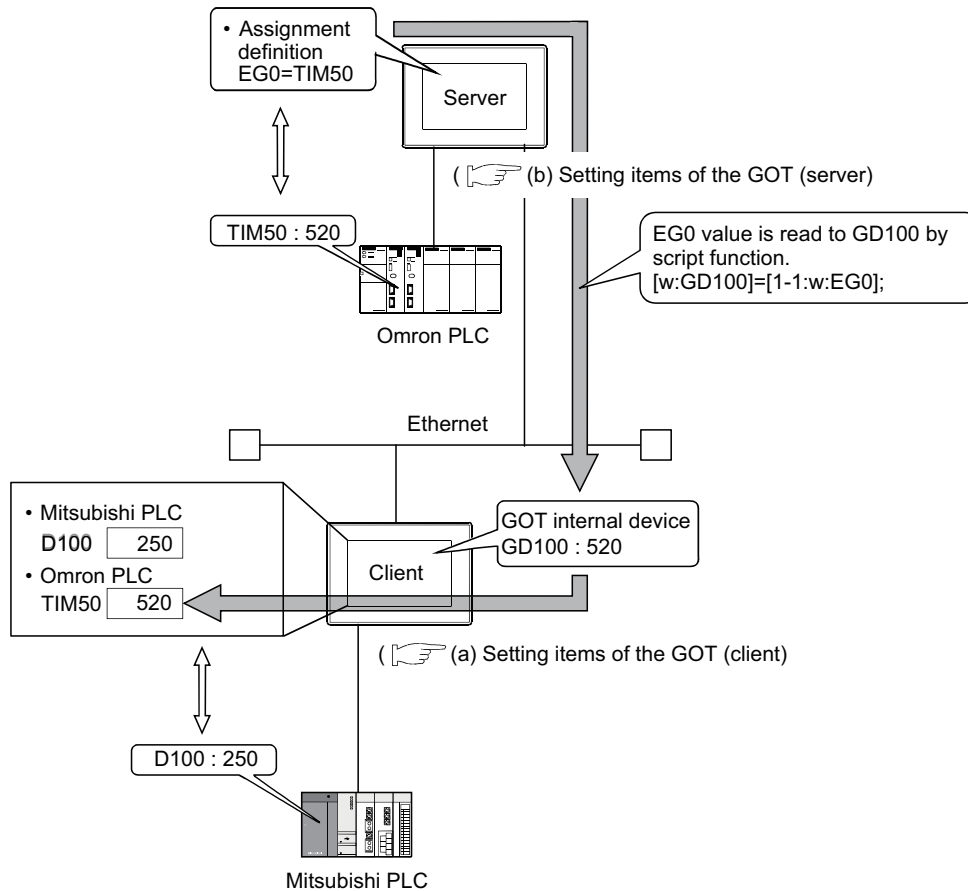 • Assignment
definition
EG0=TIM50
Server
( (b) Setting items of the GOT (server)
TIM50 : 520
EG0 value is read to GD100 by
script function.
[w:GD100]=[1-1:w:EG0];
Omron PLC
Ethernet
• Mitsubishi PLC
D100 250
• Omron PLC
TIM50 520
GOT internal device
GD100 : 520
Client
( (a) Setting items of the GOT (client)
D100 : 250
Mitsubishi PLC